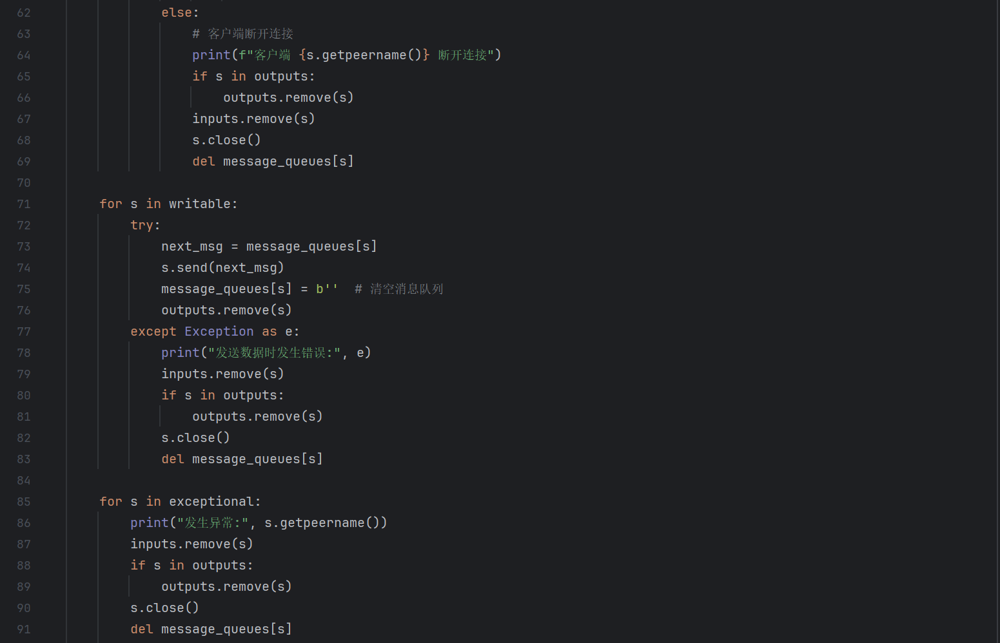 62 else:
63 # 客户端断开连接
64 print(f"客户端 {s.getpeername()} 断开连接")
65 if s in outputs:
66 outputs.remove(s)
67 inputs.remove(s)
68 s.close()
69 del message_queues[s]
70
71 for s in writable:
72 try:
73 next_msg = message_queues[s]
74 s.send(next_msg)
75 message_queues[s] = b'' # 清空消息队列
76 outputs.remove(s)
77 except Exception as e:
78 print("发送数据时发生错误:", e)
79 inputs.remove(s)
80 if s in outputs:
81 outputs.remove(s)
82 s.close()
83 del message_queues[s]
84
85 for s in exceptional:
86 print("发生异常:", s.getpeername())
87 inputs.remove(s)
88 if s in outputs:
89 outputs.remove(s)
90 s.close()
91 del message_queues[s]